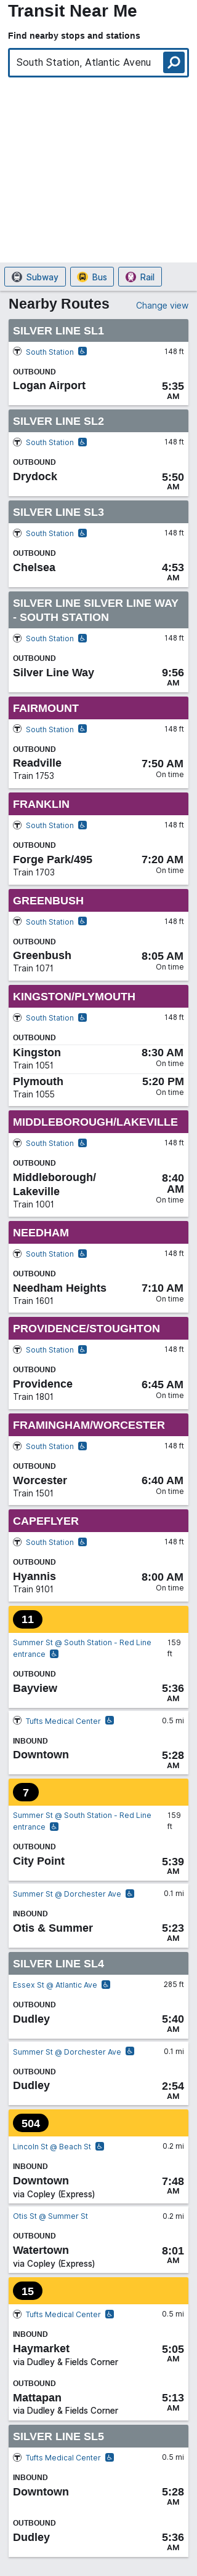 Transit Near Me
Find nearby stops and stations
South Station, Atlantic Avenu
Subway Bus Rail
Nearby Routes Change view
SILVER LINE SL1
South Station 148 ft
OUTBOUND
Logan Airport 5:35
AM
SILVER LINE SL2
South Station 148 ft
OUTBOUND
Drydock 5:50
AM
SILVER LINE SL3
South Station 148 ft
OUTBOUND
Chelsea 4:53
AM
SILVER LINE SILVER LINE WAY
- SOUTH STATION
South Station 148 ft
OUTBOUND
Silver Line Way 9:56
AM
FAIRMOUNT
South Station 148 ft
OUTBOUND
Readville 7:50 AM
Train 1753 On time
FRANKLIN
South Station 148 ft
OUTBOUND
Forge Park/495 7:20 AM
Train 1703 On time
GREENBUSH
South Station 148 ft
OUTBOUND
Greenbush 8:05 AM
Train 1071 On time
KINGSTON/PLYMOUTH
South Station 148 ft
OUTBOUND
Kingston 8:30 AM
Train 1051 On time
Plymouth 5:20 PM
Train 1055 On time
MIDDLEBOROUGH/LAKEVILLE
South Station 148 ft
OUTBOUND
Middleborough/ 8:40
Lakeville AM
Train 1001 On time
NEEDHAM
South Station 148 ft
OUTBOUND
Needham Heights 7:10 AM
Train 1601 On time
PROVIDENCE/STOUGHTON
South Station 148 ft
OUTBOUND
Providence 6:45 AM
Train 1801 On time
FRAMINGHAM/WORCESTER
South Station 148 ft
OUTBOUND
Worcester 6:40 AM
Train 1501 On time
CAPEFLYER
South Station 148 ft
OUTBOUND
Hyannis 8:00 AM
Train 9101 On time
11
Summer St @ South Station - Red Line 159
entrance ft
OUTBOUND
Bayview 5:36
AM
Tufts Medical Center 0.5 mi
INBOUND
Downtown 5:28
AM
7
Summer St @ South Station - Red Line 159
entrance ft
OUTBOUND
City Point 5:39
AM
Summer St @ Dorchester Ave 0.1 mi
INBOUND
Otis & Summer 5:23
AM
SILVER LINE SL4
Essex St @ Atlantic Ave 285 ft
OUTBOUND
Dudley 5:40
AM
Summer St @ Dorchester Ave 0.1 mi
OUTBOUND
Dudley 2:54
AM
504
Lincoln St @ Beach St 0.2 mi
INBOUND
Downtown 7:48
via Copley (Express) AM
Otis St @ Summer St 0.2 mi
OUTBOUND
Watertown 8:01
via Copley (Express) AM
15
Tufts Medical Center 0.5 mi
INBOUND
Haymarket 5:05
via Dudley & Fields Corner AM
OUTBOUND
Mattapan 5:13
via Dudley & Fields Corner AM
SILVER LINE SL5
Tufts Medical Center 0.5 mi
INBOUND
Downtown 5:28
AM
OUTBOUND
Dudley 5:36
AM